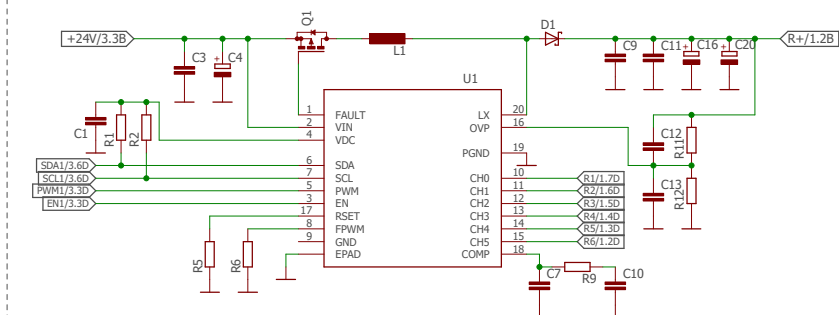 Q1
D1
+24V/3.3B
C3
C4
+
L1
C9
C11
+
C16
+
C20
R+/1.2B
U1
1 FAULT
2 VIN
4 VDC
6 SDA
7 SCL
5 PWM
3 EN
17 RSET
8 FPWM
9 GND
EPAD
LX 20
OVP 16
PGND 19
CH0 10
CH1 11
CH2 12
CH3 13
CH4 14
CH5 15
COMP 18
C1
R1
R2
SDA1/3.6D
SCL1/3.6D
PWM1/3.3D
EN1/3.3D
R5
R6
R1/1.7D
R2/1.6D
R3/1.5D
R4/1.4D
R5/1.3D
R6/1.2D
C12
R11
C13
R12
C7
R9
C10